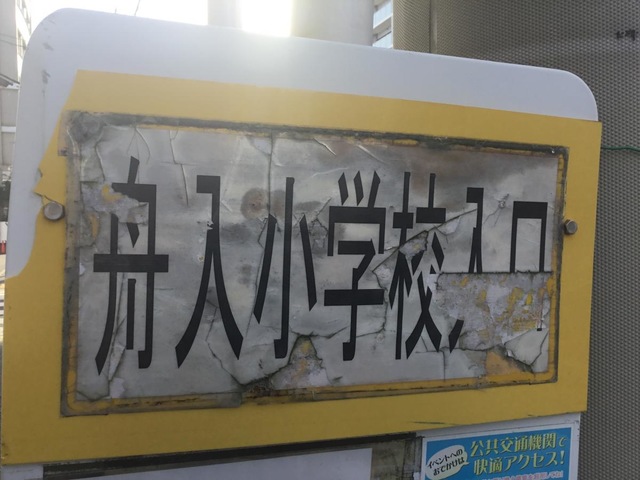 舟入小学校入口
イベントへの
おでかけは
公共交通機関で
快適アクセス!